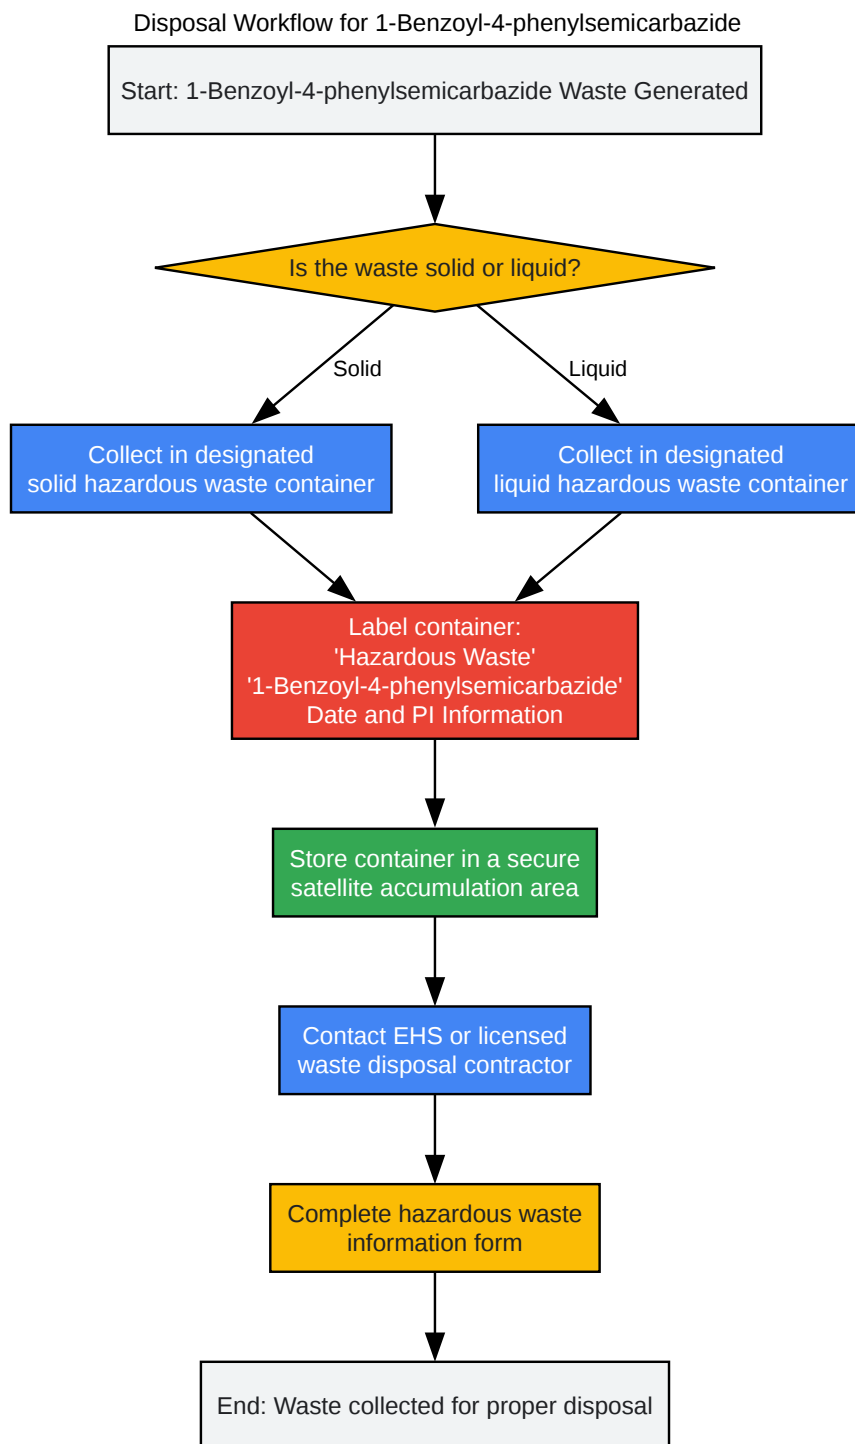 Disposal Workflow for 1-Benzoyl-4-phenylsemicarbazide
Start: 1-Benzoyl-4-phenylsemicarbazide Waste Generated
Is the waste solid or liquid?
Solid
Liquid
Collect in designated
solid hazardous waste container
Collect in designated
liquid hazardous waste container
Label container:
'Hazardous Waste'
'1-Benzoyl-4-phenylsemicarbazide'
Date and PI Information
Store container in a secure
satellite accumulation area
Contact EHS or licensed
waste disposal contractor
Complete hazardous waste
information form
End: Waste collected for proper disposal